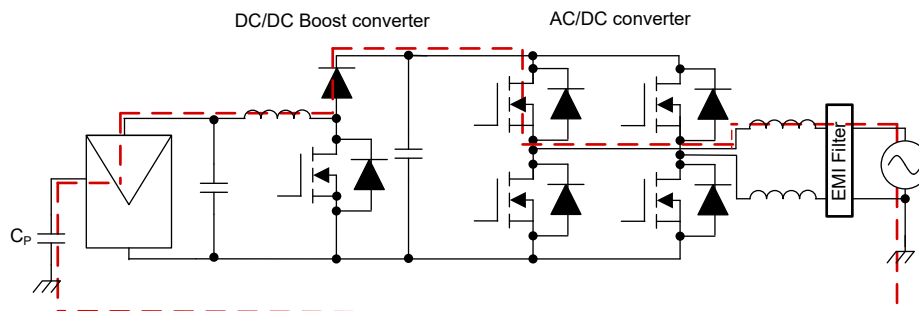 DC/DC Boost converter
AC/DC converter
EMI Filter
CP